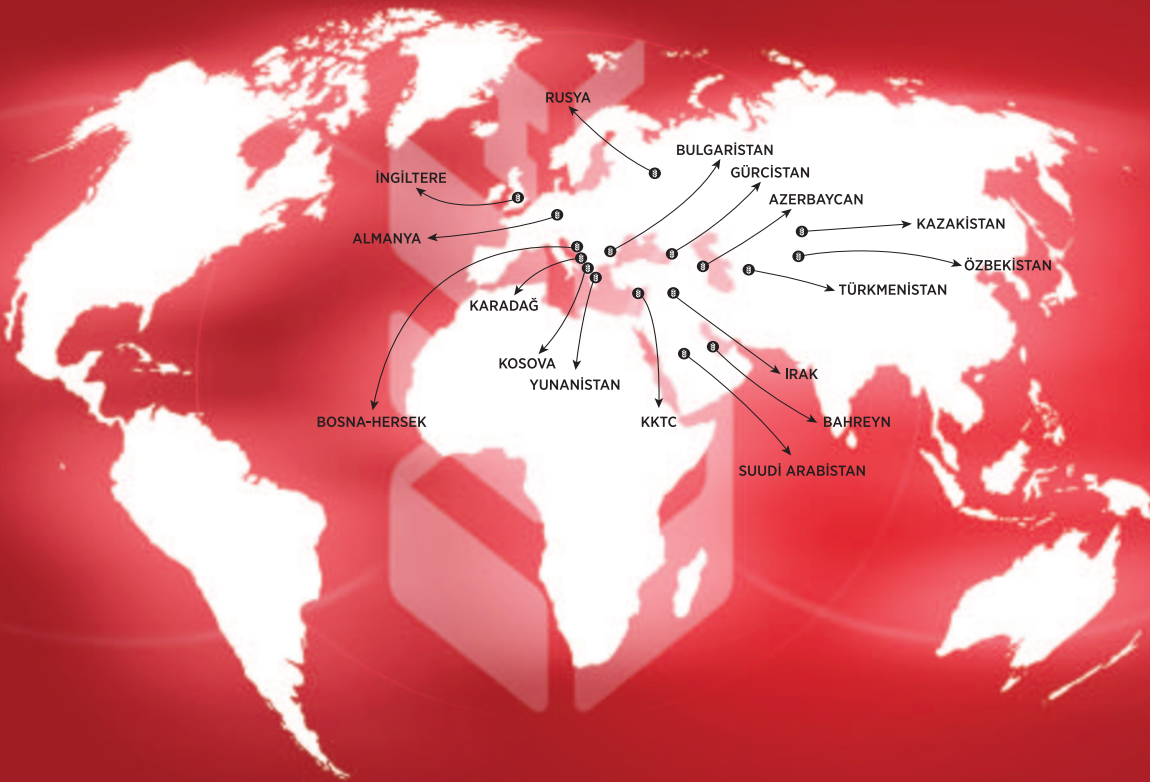 RUSYA
BULGARİSTAN
GÜRCİSTAN
İNGİLTERE
AZERBAYCAN
KAZAKİSTAN
ALMANYA
ÖZBEKİSTAN
TÜRKMENİSTAN
KARADAĞ
KOSOVA
IRAK
YUNANİSTAN
BOSNA-HERSEK
KKTC
BAHREYN
SUUDİ ARABİSTAN